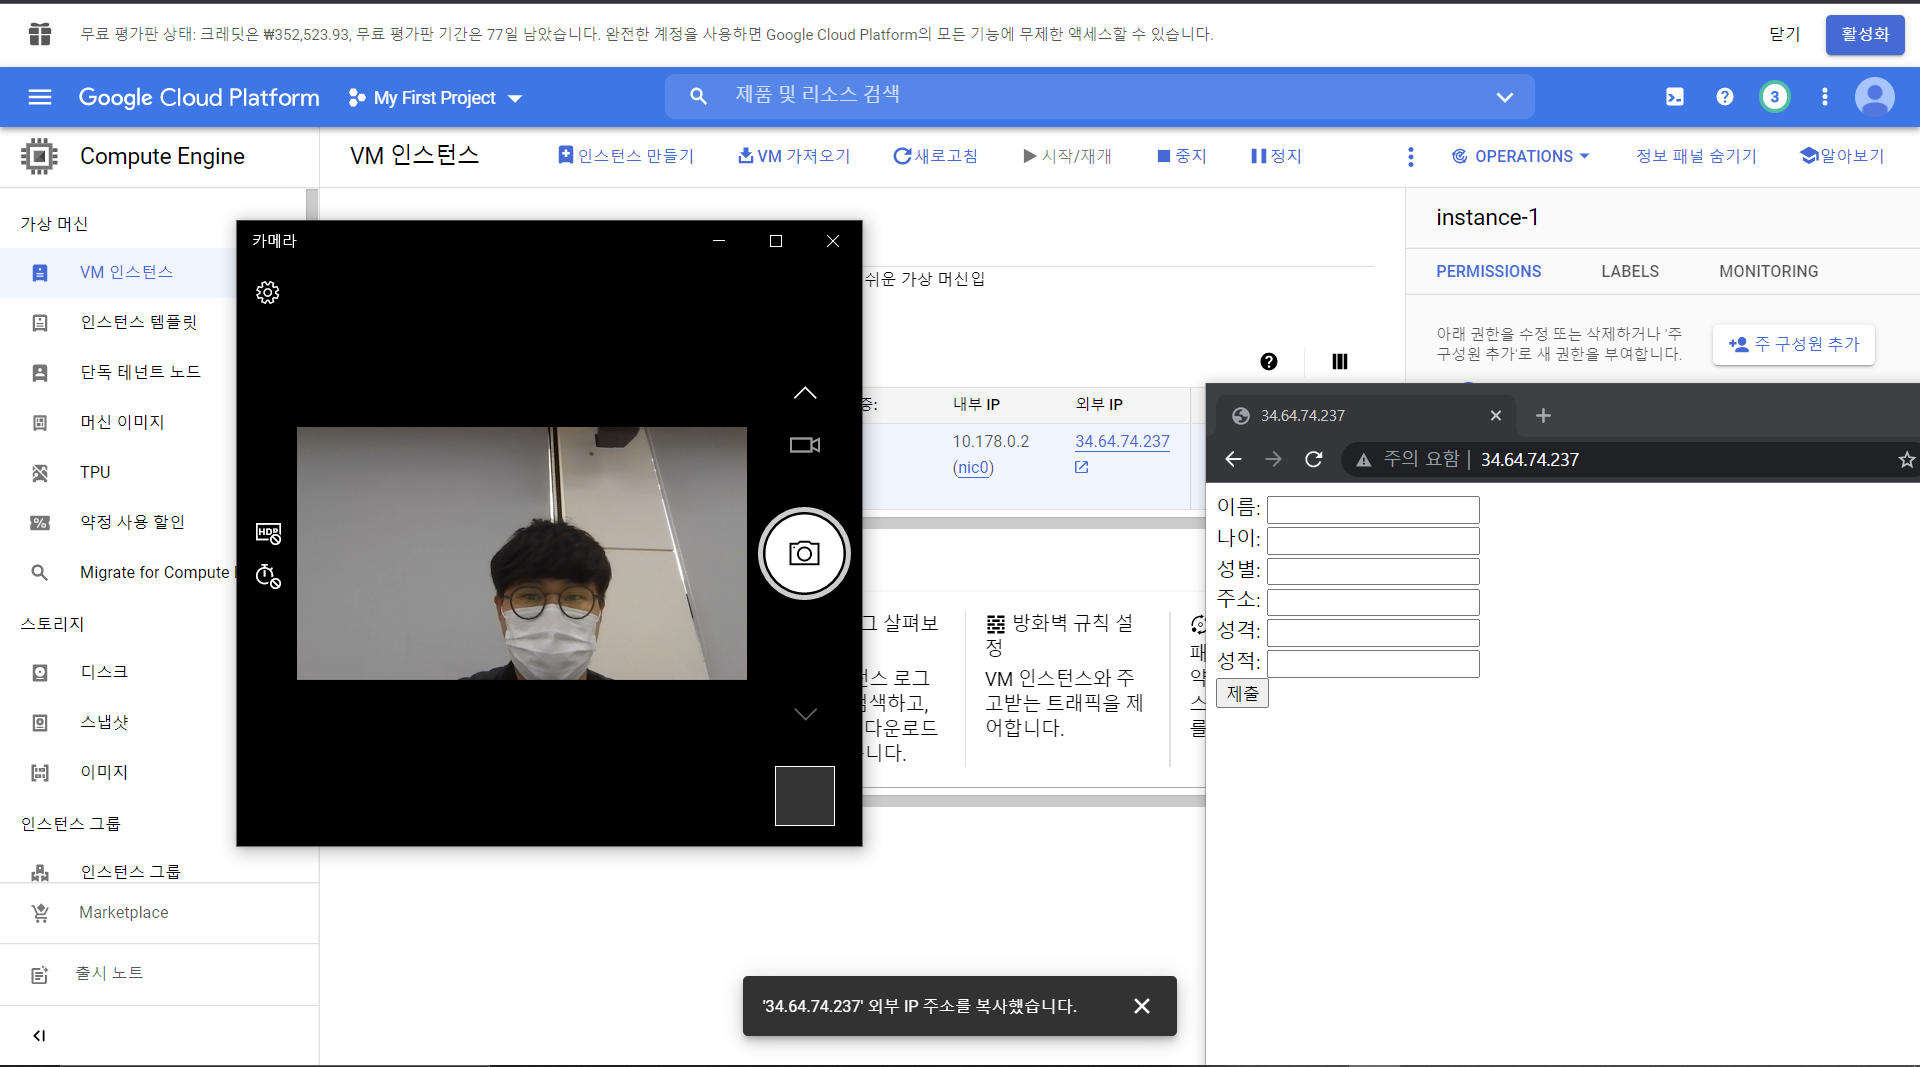 무료 평가판 상태: 크레딧은 ₩352,523.93, 무료 평가판 기간은 77일 남았습니다. 완전한 계정을 사용하면 Google Cloud Platform의 모든 기능에 무제한 액세스할 수 있습니다.
닫기
활성화
Google Cloud Platform
My First Project
제품 및 리소스 검색
3
Compute Engine
VM 인스턴스
인스턴스 만들기
VM 가져오기
새로고침
시작/재개
중지
정지
OPERATIONS
정보 패널 숨기기
알아보기
가상 머신
VM 인스턴스
인스턴스 템플릿
단독 테넌트 노드
머신 이미지
TPU
약정 사용 할인
Migrate for Compute
스토리지
디스크
스냅샷
이미지
인스턴스 그룹
인스턴스 그룹
Marketplace
출시 노트
카메라
HDR
쉬운 가상 머신입
내부 IP
외부 IP
10.178.0.2
(nic0)
34.64.74.237
살펴보
로그
검색하고,
다운로드
니다.
방화벽 규칙 설
정
VM 인스턴스와 주
고받는 트래픽을 제
어합니다.
패
약
스
를
instance-1
PERMISSIONS
LABELS
MONITORING
아래 권한을 수정 또는 삭제하거나 '주
구성원 추가'로 새 권한을 부여합니다.
주 구성원 추가
34.64.74.237
주의 요함
34.64.74.237
이름:
나이:
성별:
주소:
성격:
성적:
제출
'34.64.74.237' 외부 IP 주소를 복사했습니다.